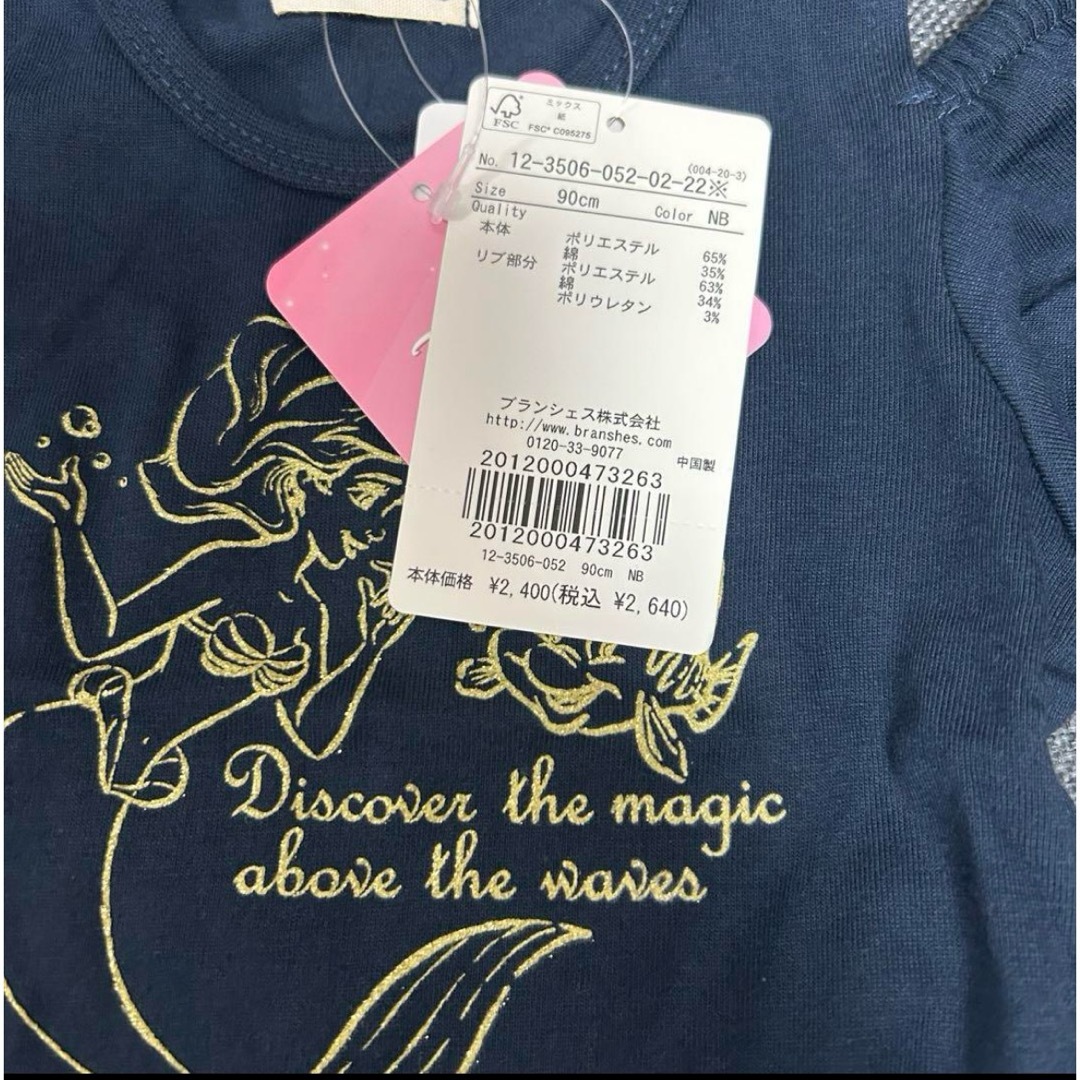 FSC®
ミックス
紙
FSC® C095275
(004-20-3)
No. 12-3506-052-02-22※
Size 90cm Color NB
Quality
本体 ポリエステル 65%
綿 35%
リブ部分 ポリエステル 63%
綿 34%
ポリウレタン 3%
ブランシェス株式会社
http://www.branshes.com
0120-33-9077
中国製
2012000473263
2012000473263
12-3506-052 90cm NB
本体価格 ¥2,400(税込 ¥2,640)
Discover the magic
above the waves